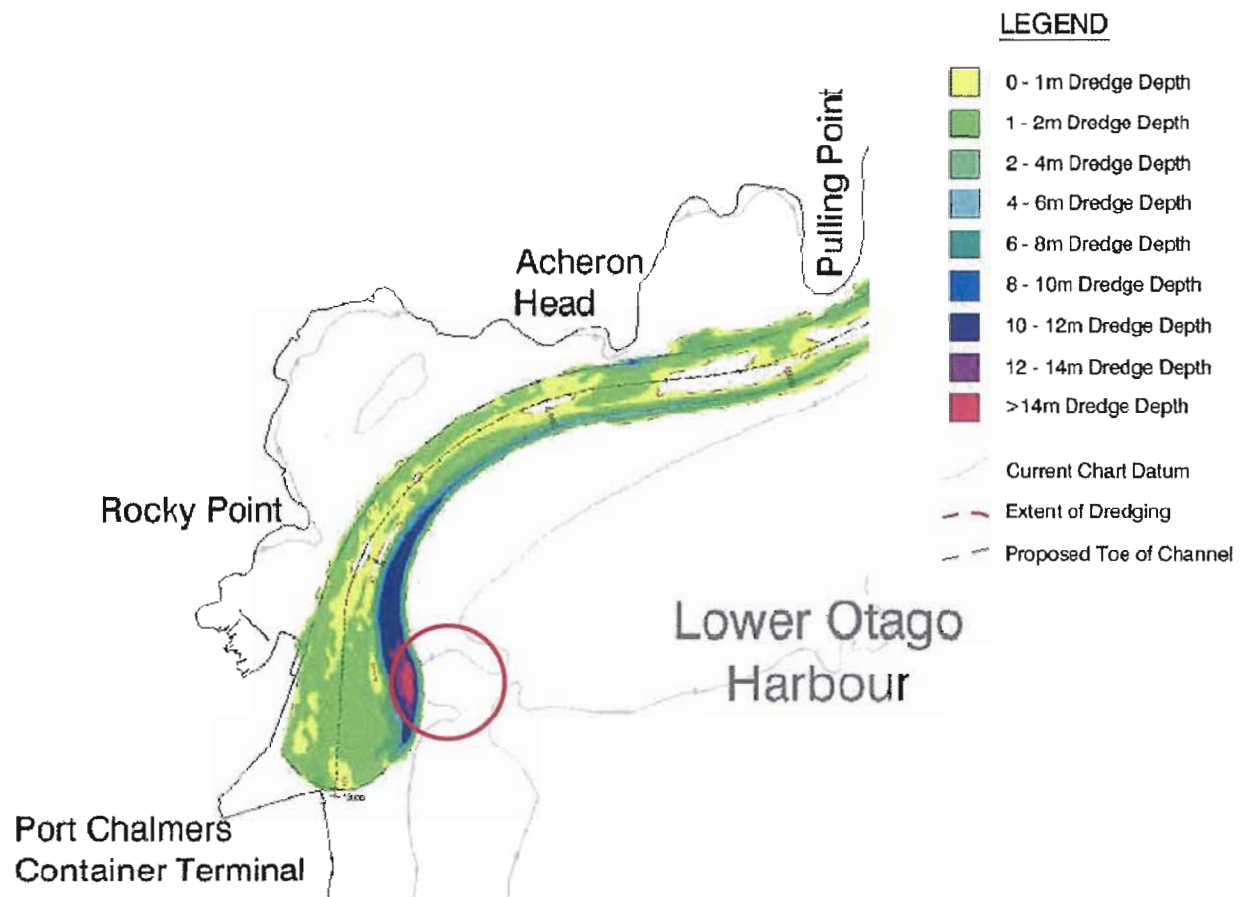 LEGEND
0 - 1m Dredge Depth
1 - 2m Dredge Depth
2 - 4m Dredge Depth
4 - 6m Dredge Depth
6 - 8m Dredge Depth
8 - 10m Dredge Depth
10 - 12m Dredge Depth
12 - 14m Dredge Depth
>14m Dredge Depth
Current Chart Datum
Extent of Dredging
Proposed Toe of Channel
Pulling Point
Acheron
Head
Rocky Point
Lower Otago
Harbour
Port Chalmers
Container Terminal